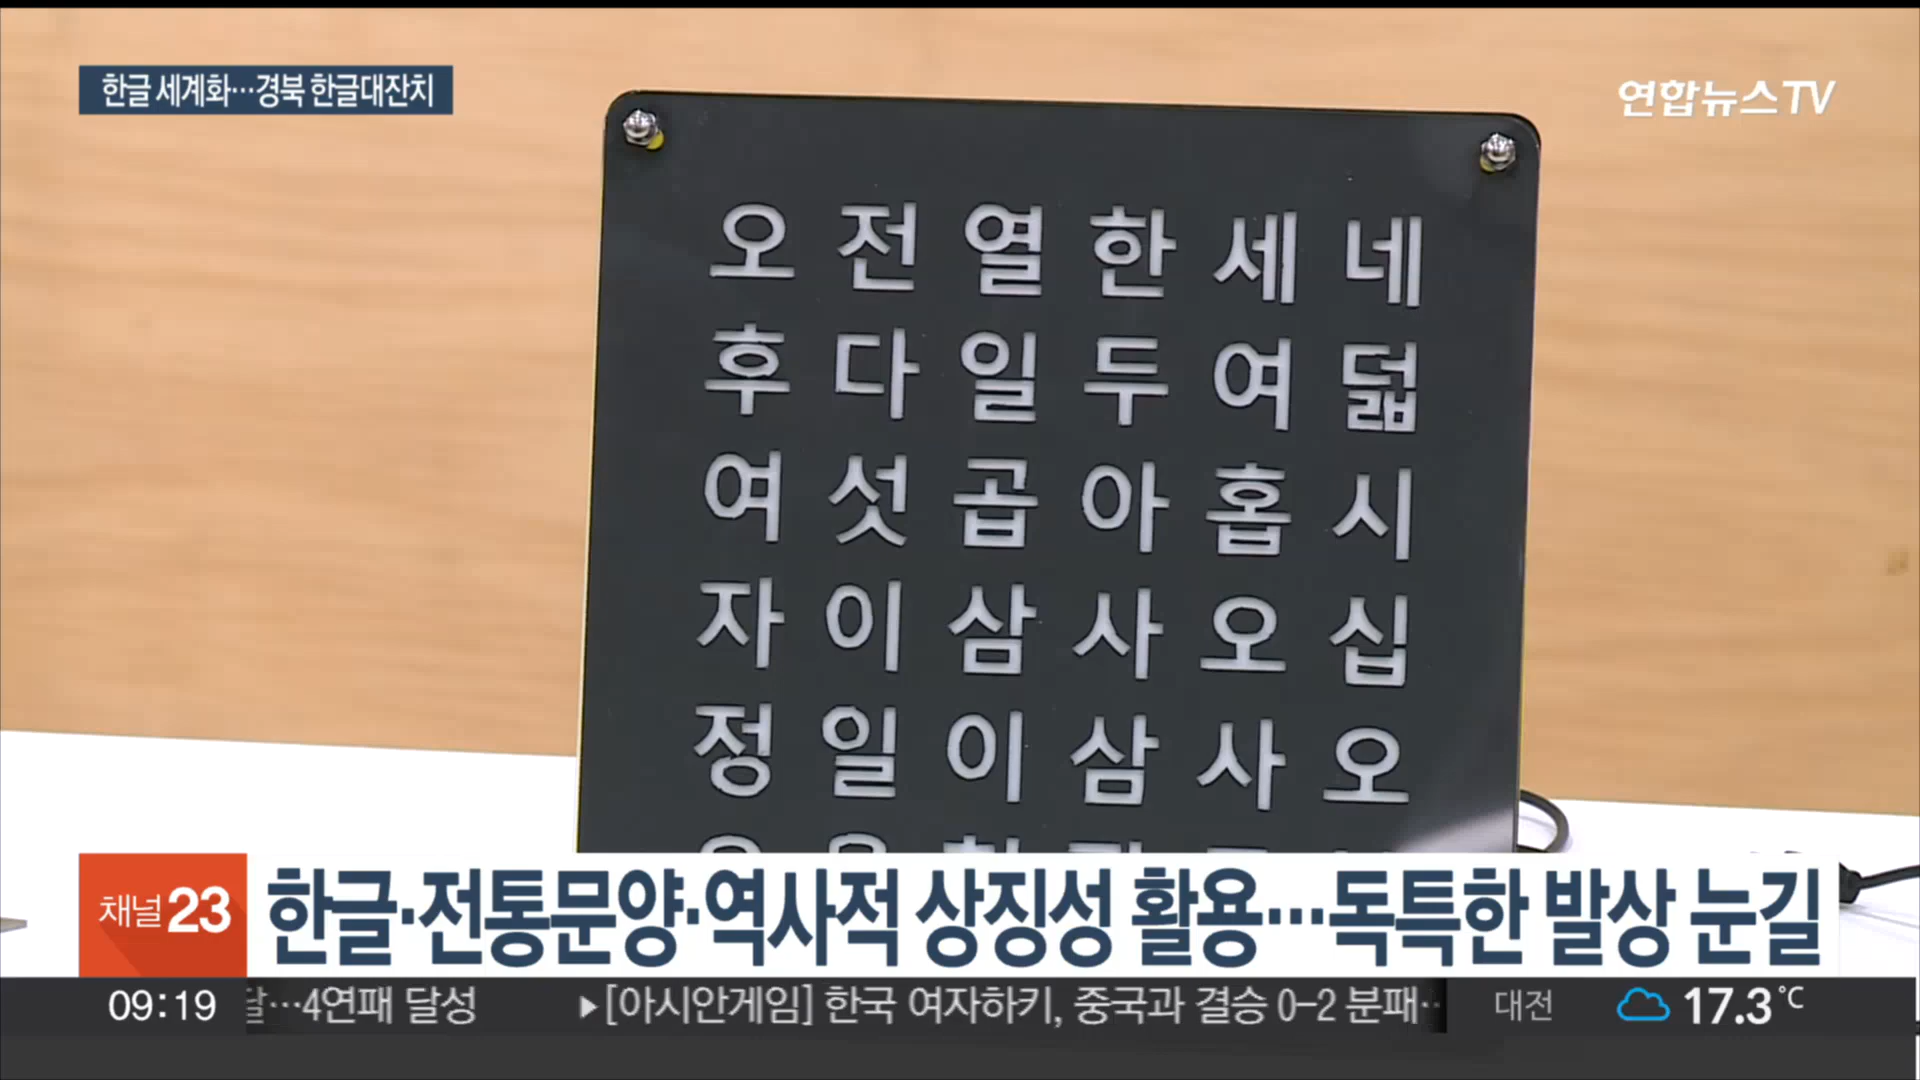 한글 세계화…경북 한글대잔치
연합뉴스TV
오 전 열 한 세 네
후 다 일 두 여 덟
여 섯 곱 아 홉 시
자 이 삼 사 오 십
정 일 이 삼 사 오
채널 23
한글·전통문양·역사적 상징성 활용…독특한 발상 눈길
09:19
…4연패 달성 ▶[아시안게임] 한국 여자하키, 중국과 결승 0-2 분패…
대전 17.3℃